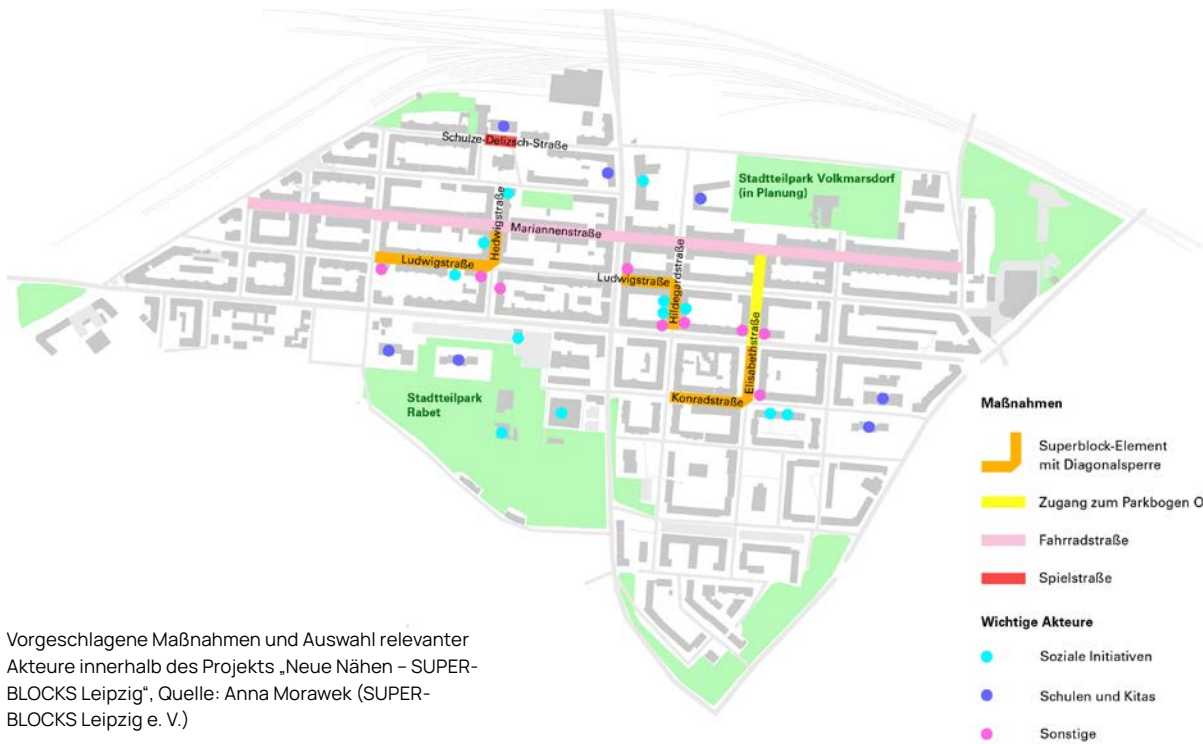 Schulze-Delizsch-Straße
Stadtteilpark Volkmarsdorf
(in Planung)
Hedwigstraße
Mariannenstraße
Ludwigstraße
Ludwigstraße
Hildegardstraße
Elisabethstraße
Konradstraße
Stadtteilpark
Rabet
Maßnahmen
Superblock-Element
mit Diagonalsperre
Zugang zum Parkbogen O
Fahrradstraße
Spielstraße
Wichtige Akteure
Soziale Initiativen
Schulen und Kitas
Sonstige
Vorgeschlagene Maßnahmen und Auswahl relevanter
Akteure innerhalb des Projekts „Neue Nähen – SUPER-
BLOCKS Leipzig“, Quelle: Anna Morawek (SUPER-
BLOCKS Leipzig e. V.)